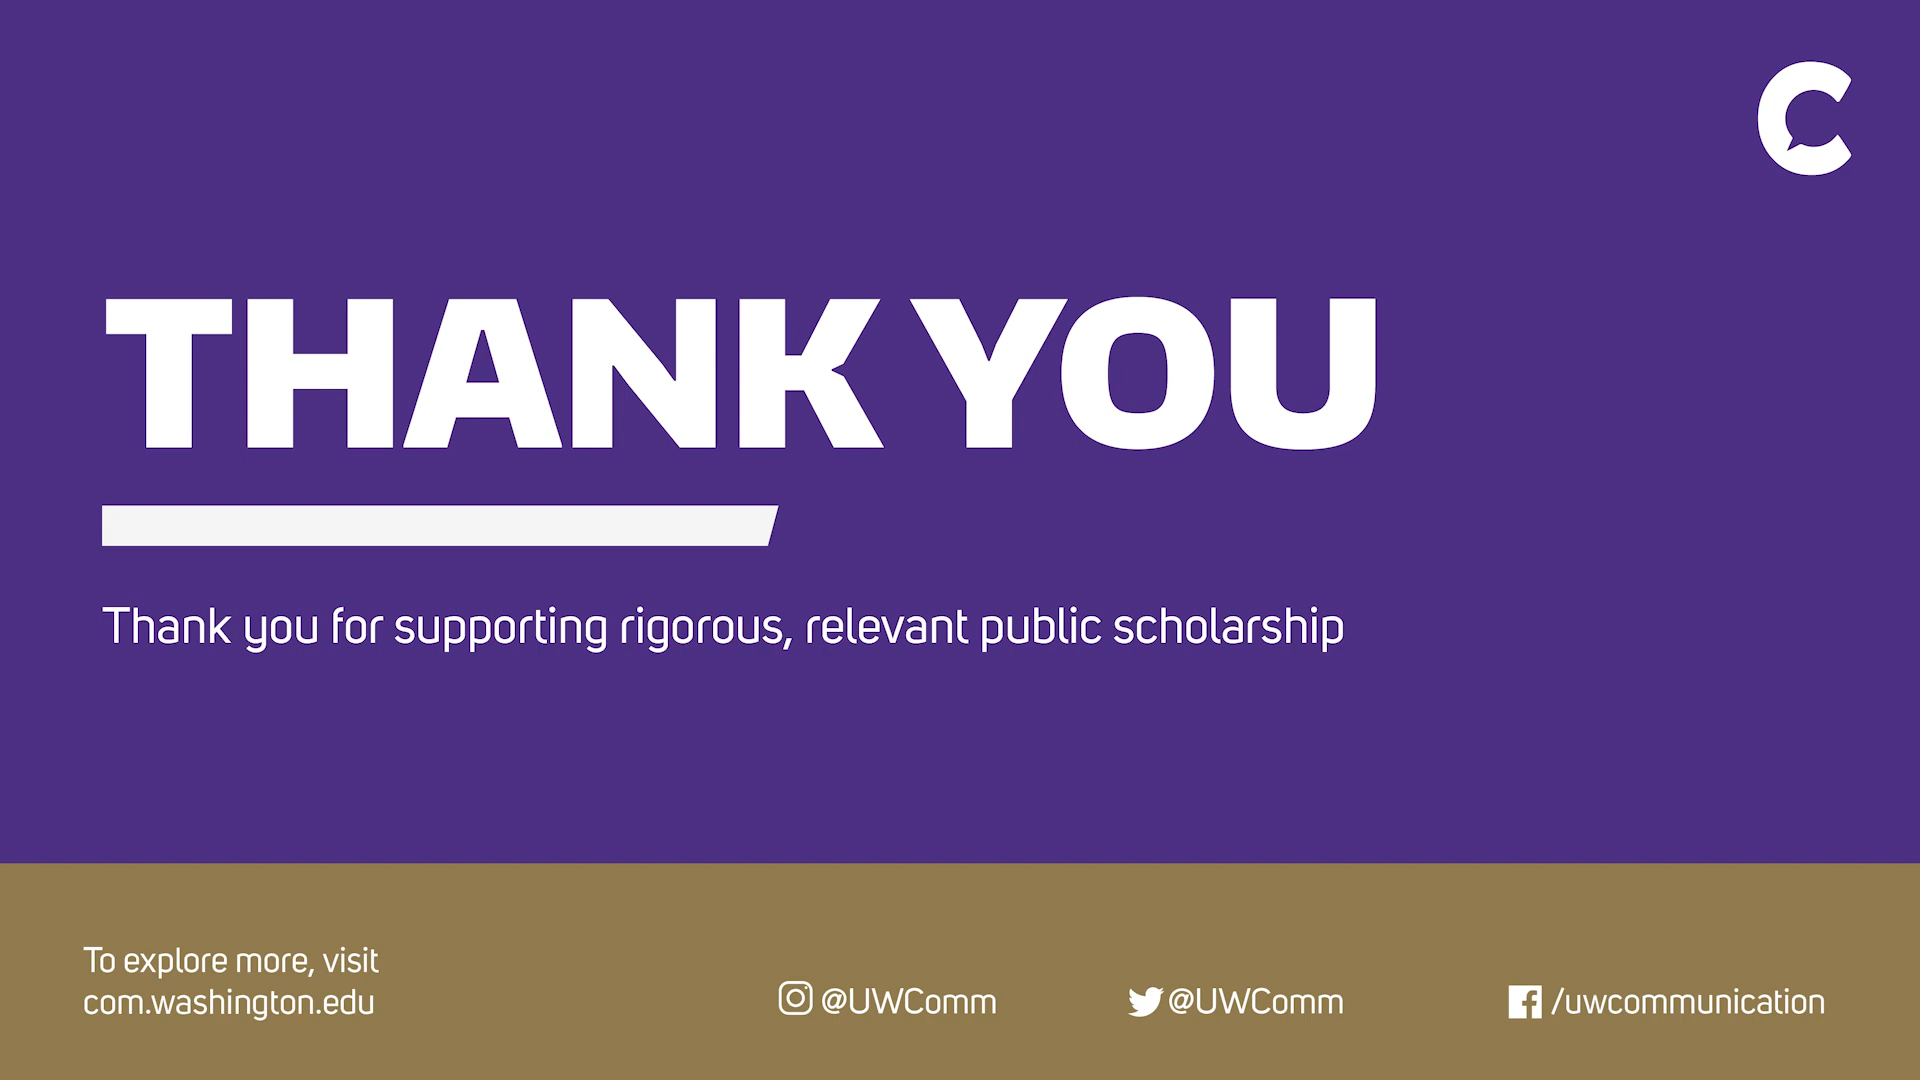 C
THANK YOU
Thank you for supporting rigorous, relevant public scholarship
To explore more, visit
com.washington.edu
@UWComm
@UWComm
/uwcommunication